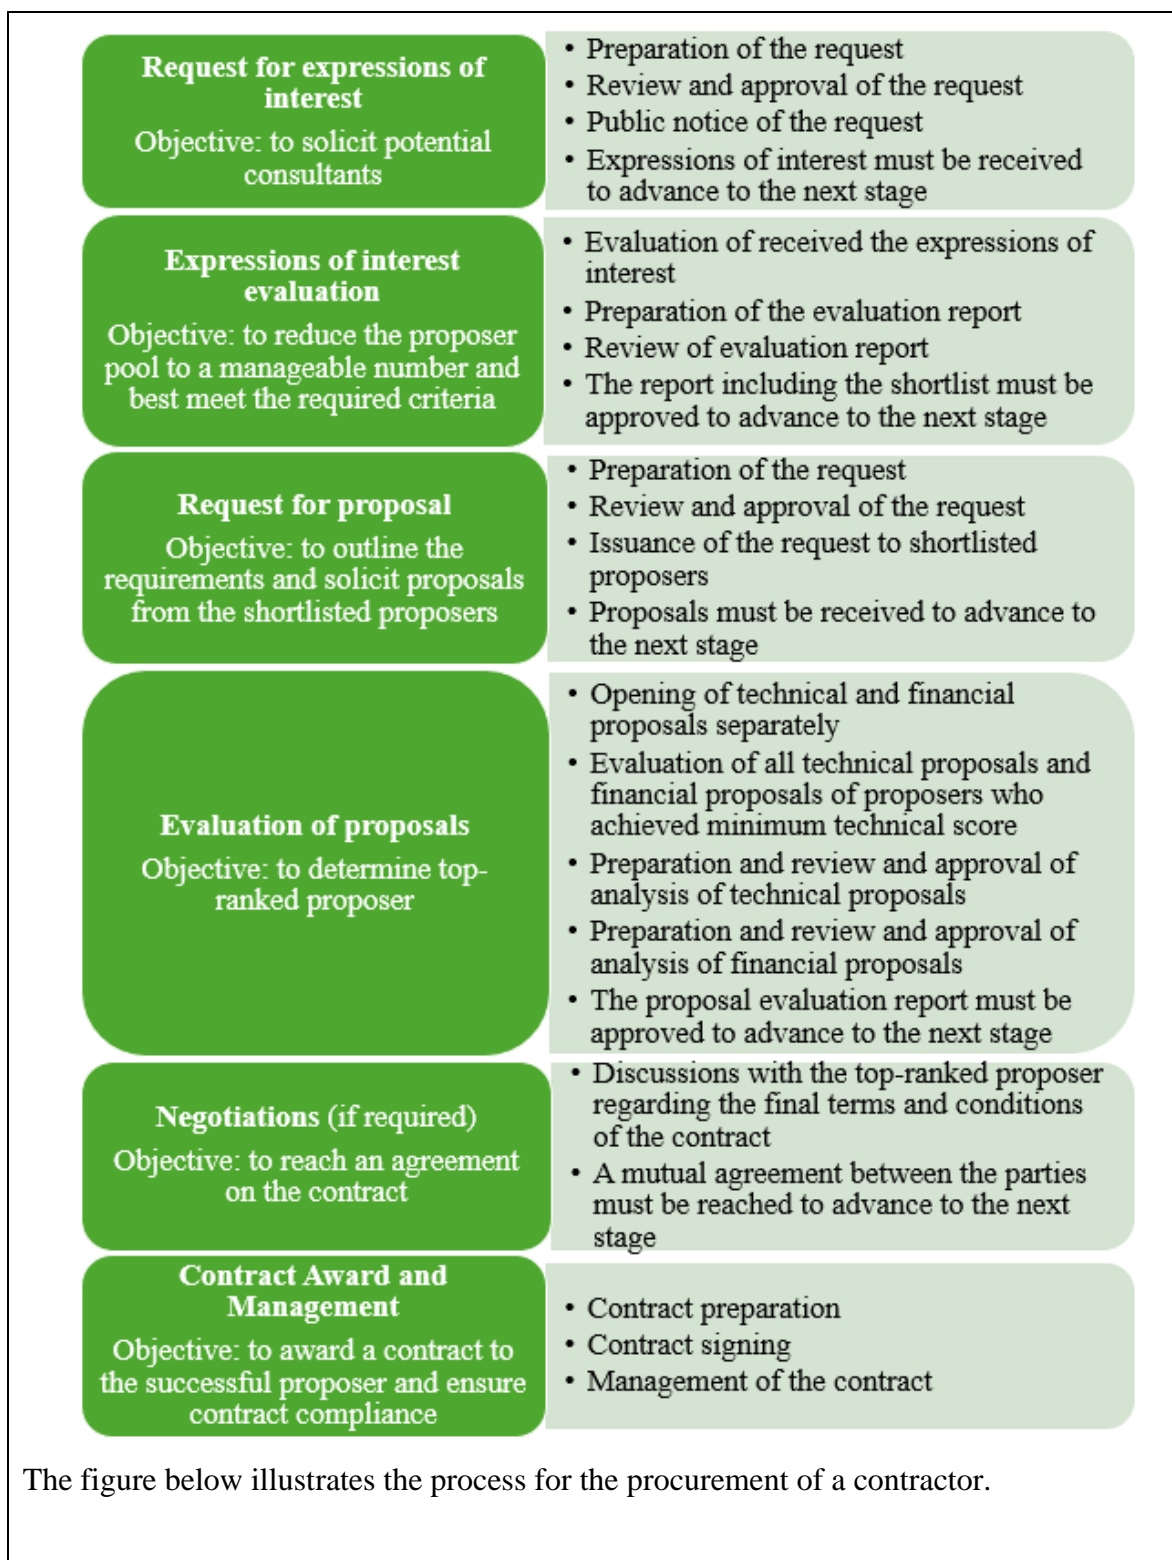 Request for expressions of
interest
Objective: to solicit potential
consultants
• Preparation of the request
• Review and approval of the request
• Public notice of the request
• Expressions of interest must be received
to advance to the next stage
Expressions of interest
evaluation
Objective: to reduce the proposer
pool to a manageable number and
best meet the required criteria
• Evaluation of received the expressions of
interest
• Preparation of the evaluation report
• Review of evaluation report
• The report including the shortlist must be
approved to advance to the next stage
Request for proposal
Objective: to outline the
requirements and solicit proposals
from the shortlisted proposers
• Preparation of the request
• Review and approval of the request
• Issuance of the request to shortlisted
proposers
• Proposals must be received to advance to
the next stage
Evaluation of proposals
Objective: to determine top-
ranked proposer
• Opening of technical and financial
proposals separately
• Evaluation of all technical proposals and
financial proposals of proposers who
achieved minimum technical score
• Preparation and review and approval of
analysis of technical proposals
• Preparation and review and approval of
analysis of financial proposals
• The proposal evaluation report must be
approved to advance to the next stage
Negotiations (if required)
Objective: to reach an agreement
on the contract
• Discussions with the top-ranked proposer
regarding the final terms and conditions
of the contract
• A mutual agreement between the parties
must be reached to advance to the next
stage
Contract Award and
Management
Objective: to award a contract to
the successful proposer and ensure
contract compliance
• Contract preparation
• Contract signing
• Management of the contract
The figure below illustrates the process for the procurement of a contractor.